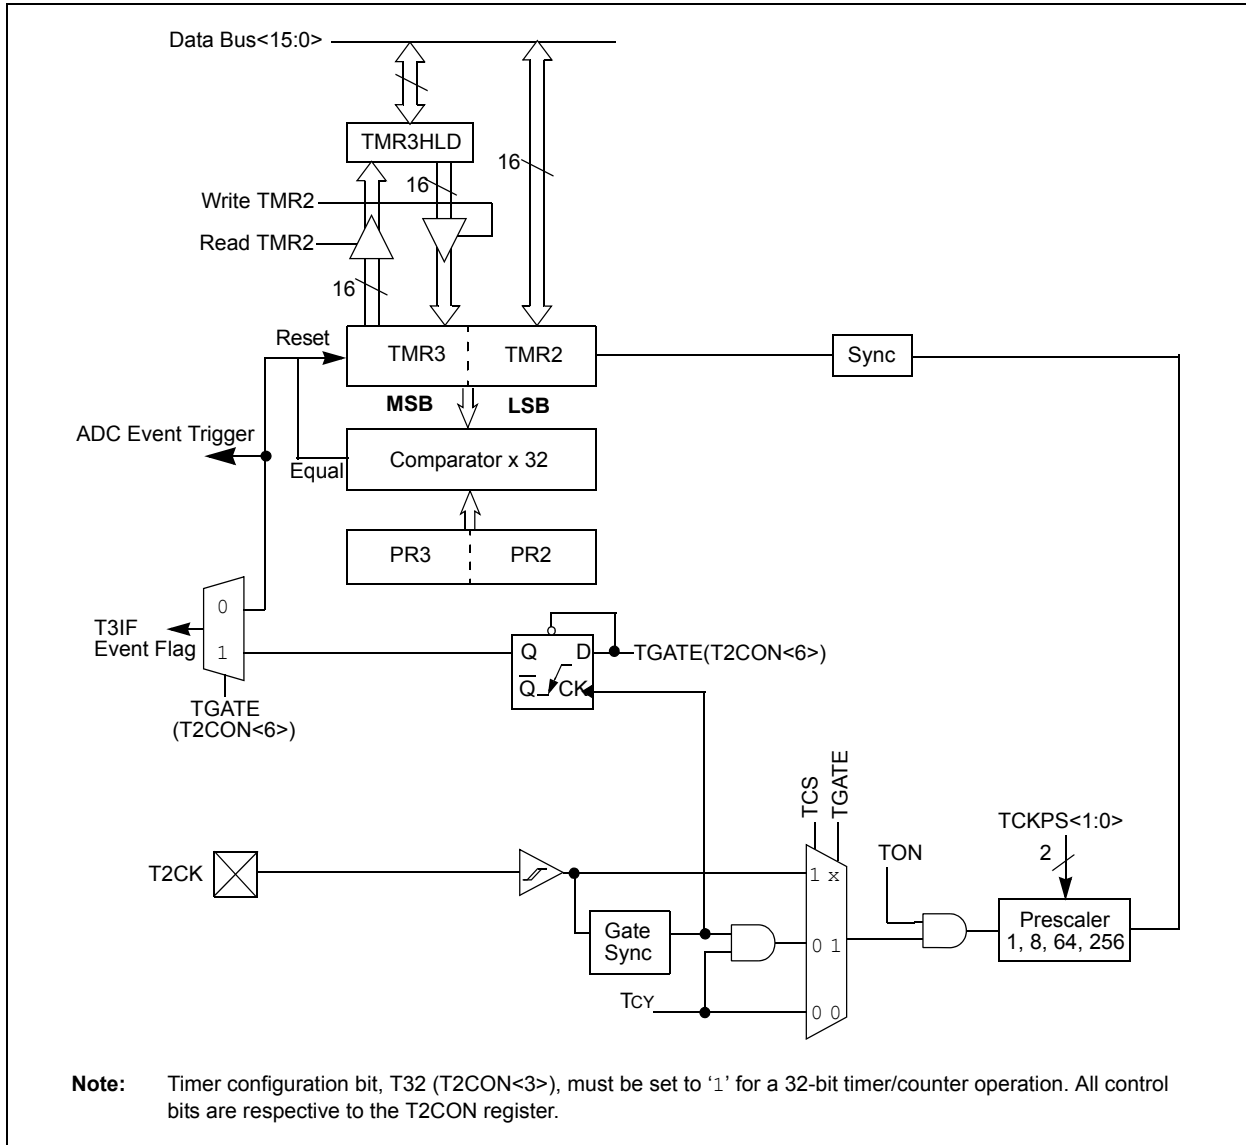 Data Bus<15:0>
TMR3HLD
16
16
Write TMR2
Read TMR2
16
Reset
TMR3
TMR2
Sync
MSB
LSB
ADC Event Trigger
Equal
Comparator x 32
PR3
PR2
0
T3IF
Event Flag
1
Q
D
TGATE(T2CON<6>)
Q
CK
TGATE
(T2CON<6>)
TCS
TGATE
TCKPS<1:0>
2
TON
T2CK
1 x
Prescaler
1, 8, 64, 256
Gate
Sync
0 1
TCY
0 0
Note: Timer configuration bit, T32 (T2CON<3>), must be set to ‘1’ for a 32-bit timer/counter operation. All control
bits are respective to the T2CON register.